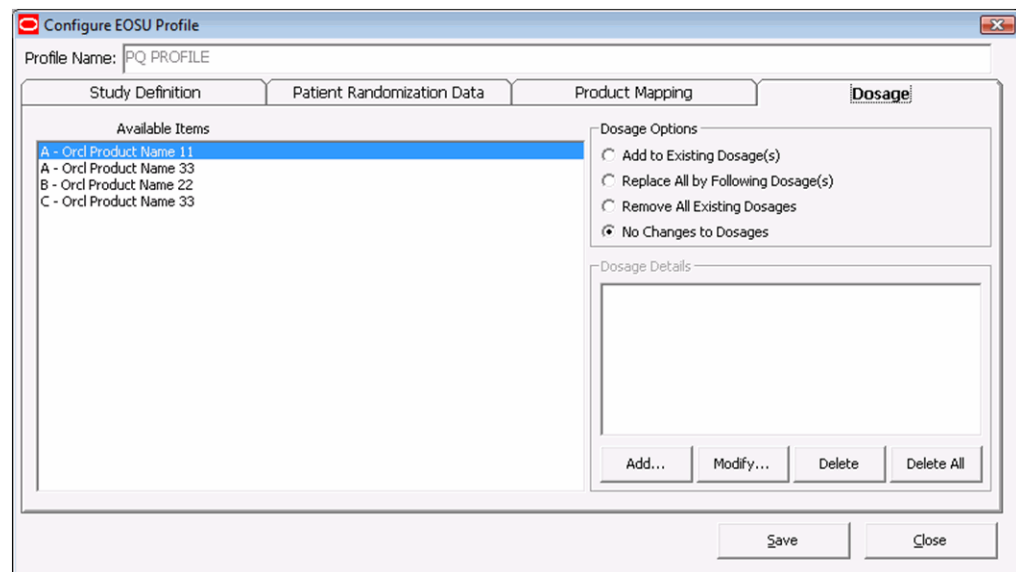 Configure EOSU Profile
Profile Name: PQ PROFILE
Study Definition
Patient Randomization Data
Product Mapping
Dosage
Available Items
A - Orcl Product Name 11
A - Orcl Product Name 33
B - Orcl Product Name 22
C - Orcl Product Name 33
Dosage Options
Add to Existing Dosage(s)
Replace All by Following Dosage(s)
Remove All Existing Dosages
No Changes to Dosages
Dosage Details
Add...
Modify...
Delete
Delete All
Save
Close